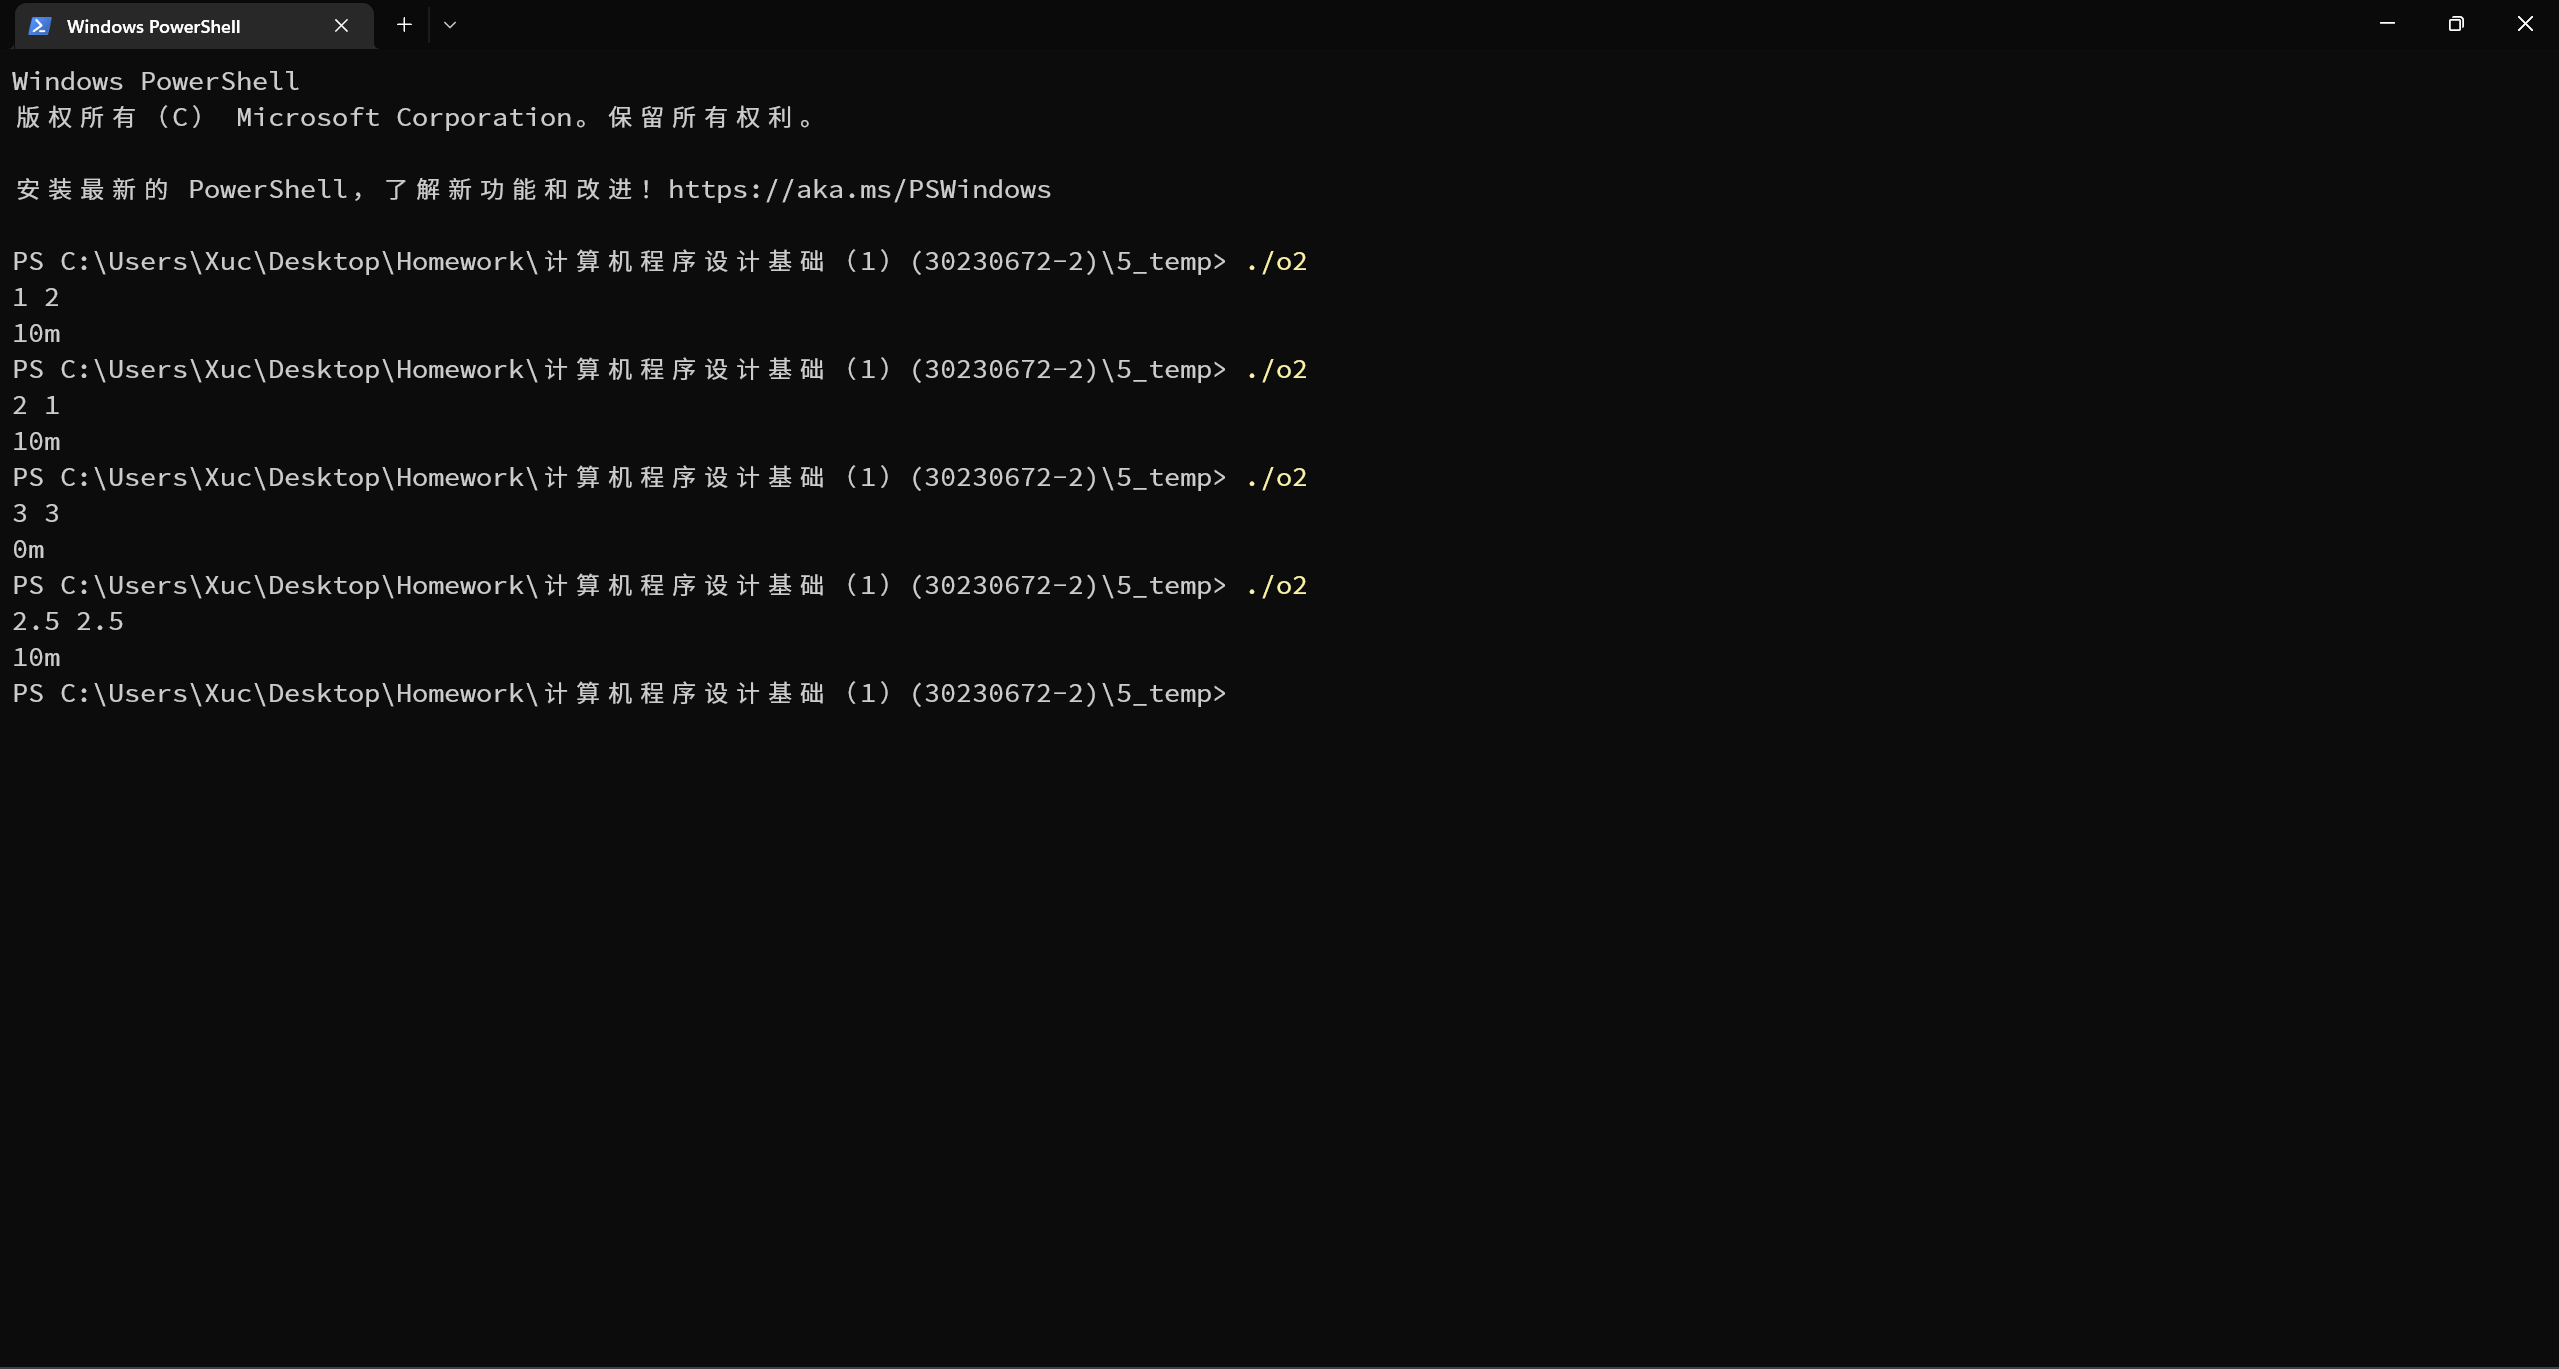 Windows PowerShell
Windows PowerShell
版权所有（C） Microsoft Corporation。保留所有权利。
安装最新的 PowerShell，了解新功能和改进！https://aka.ms/PSWindows
PS C:\Users\Xuc\Desktop\Homework\计算机程序设计基础（1）(30230672-2)\5_temp> ./o2
1 2
10m
PS C:\Users\Xuc\Desktop\Homework\计算机程序设计基础（1）(30230672-2)\5_temp> ./o2
2 1
10m
PS C:\Users\Xuc\Desktop\Homework\计算机程序设计基础（1）(30230672-2)\5_temp> ./o2
3 3
0m
PS C:\Users\Xuc\Desktop\Homework\计算机程序设计基础（1）(30230672-2)\5_temp> ./o2
2.5 2.5
10m
PS C:\Users\Xuc\Desktop\Homework\计算机程序设计基础（1）(30230672-2)\5_temp>